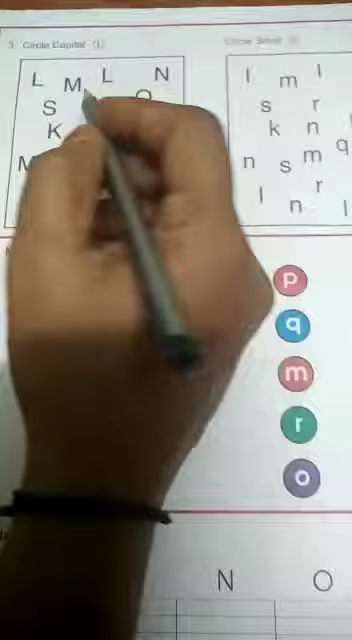 3. Circle Capital (L)
L M L N
S
K
M
Circle Small
l m l
s r
k n
q
n s m
l r
n l
p
q
m
r
o
N O